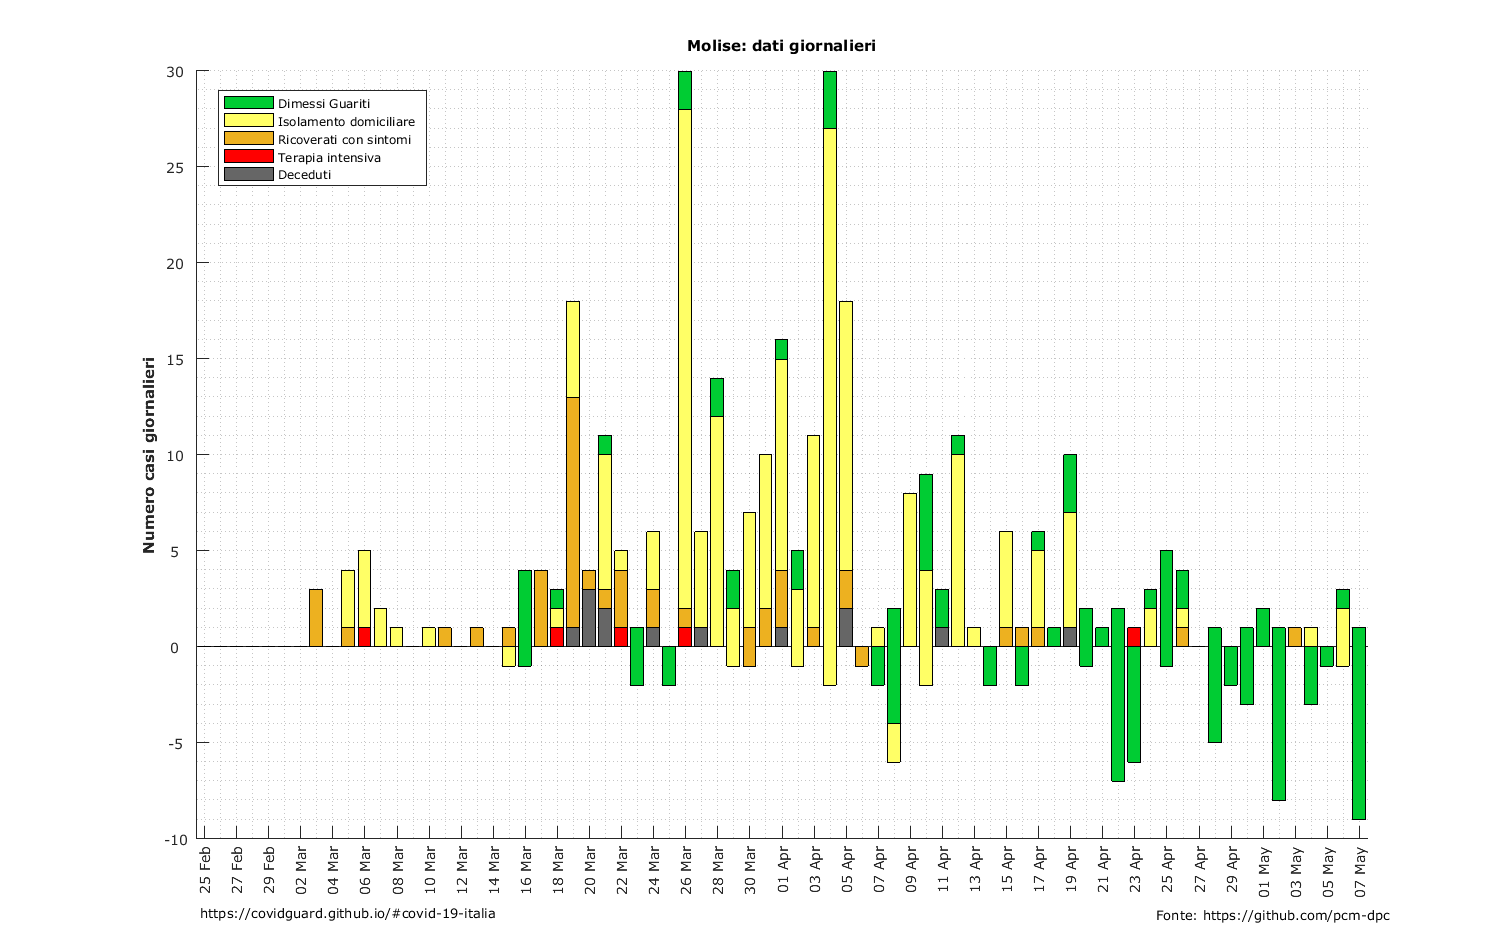 Molise: dati giornalieri
Dimessi Guariti
Isolamento domiciliare
Ricoverati con sintomi
Terapia intensiva
Deceduti
Numero casi giornalieri
30
25
20
15
10
5
0
-5
-10
25 Feb
27 Feb
29 Feb
02 Mar
04 Mar
06 Mar
08 Mar
10 Mar
12 Mar
14 Mar
16 Mar
18 Mar
20 Mar
22 Mar
24 Mar
26 Mar
28 Mar
30 Mar
01 Apr
03 Apr
05 Apr
07 Apr
09 Apr
11 Apr
13 Apr
15 Apr
17 Apr
19 Apr
21 Apr
23 Apr
25 Apr
27 Apr
29 Apr
01 May
03 May
05 May
07 May
https://covidguard.github.io/#covid-19-italia
Fonte: https://github.com/pcm-dpc